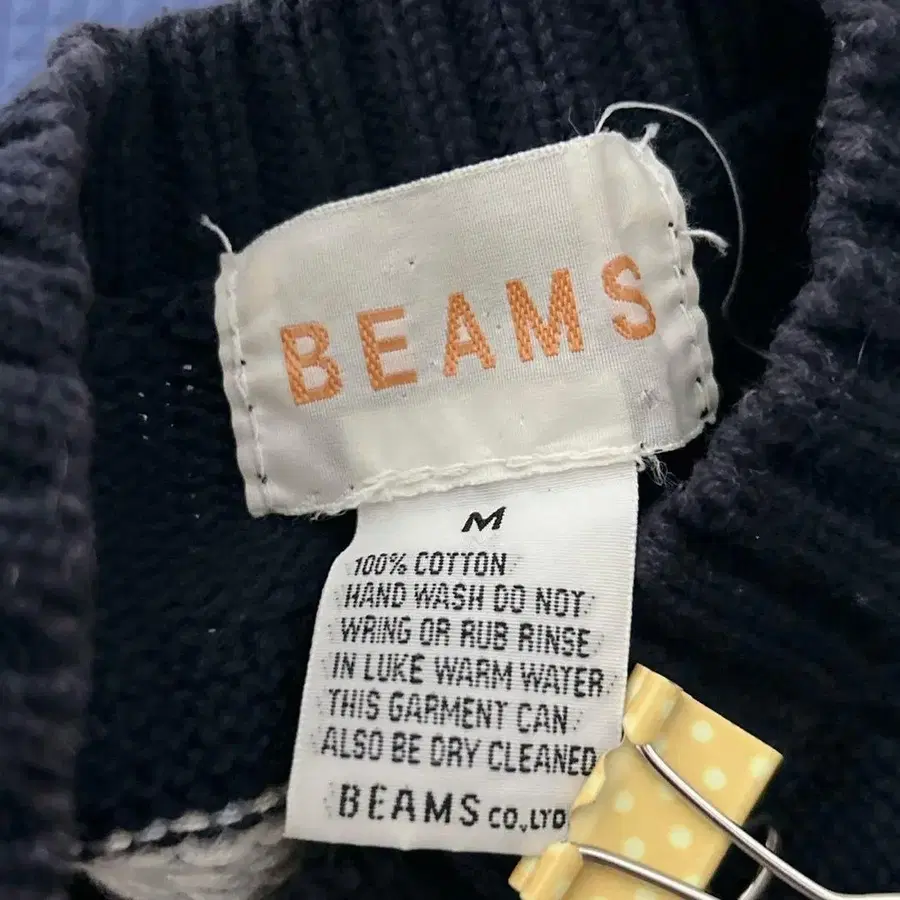 BEAMS
M
100% COTTON
HAND WASH DO NOT
WRING OR RUB RINSE
IN LUKE WARM WATER
THIS GARMENT CAN
ALSO BE DRY CLEANED
BEAMS CO.,LTD